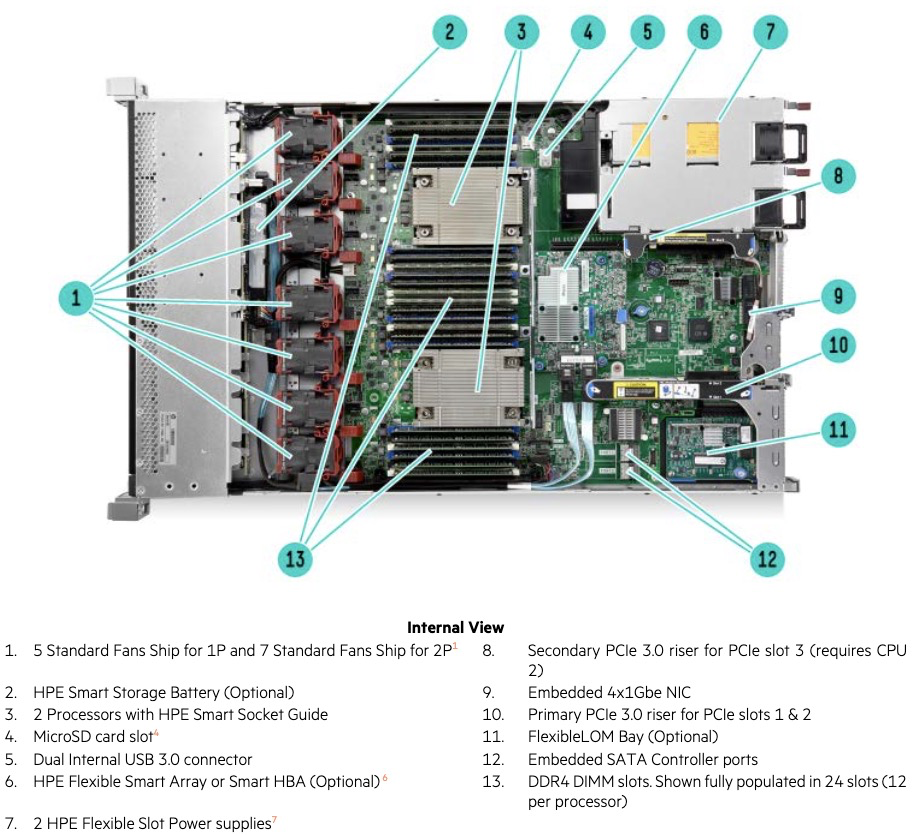 2
3
4
5
6
7
8
1
9
10
11
13
12
Internal View
1. 5 Standard Fans Ship for 1P and 7 Standard Fans Ship for 2P1
2. HPE Smart Storage Battery (Optional)
3. 2 Processors with HPE Smart Socket Guide
4. MicroSD card slot4
5. Dual Internal USB 3.0 connector
6. HPE Flexible Smart Array or Smart HBA (Optional) 6
7. 2 HPE Flexible Slot Power supplies7
8. Secondary PCIe 3.0 riser for PCIe slot 3 (requires CPU
2)
9. Embedded 4x1Gbe NIC
10. Primary PCIe 3.0 riser for PCIe slots 1 & 2
11. FlexibleLOM Bay (Optional)
12. Embedded SATA Controller ports
13. DDR4 DIMM slots. Shown fully populated in 24 slots (12
per processor)